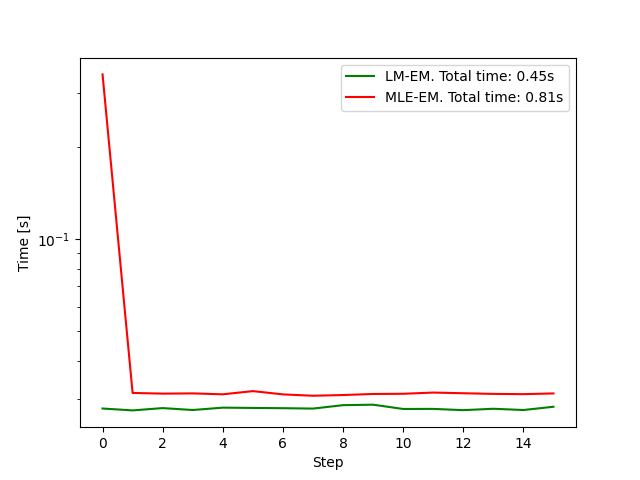 LM-EM. Total time: 0.45s
MLE-EM. Total time: 0.81s
Time [s]
10⁻¹
0 2 4 6 8 10 12 14
Step